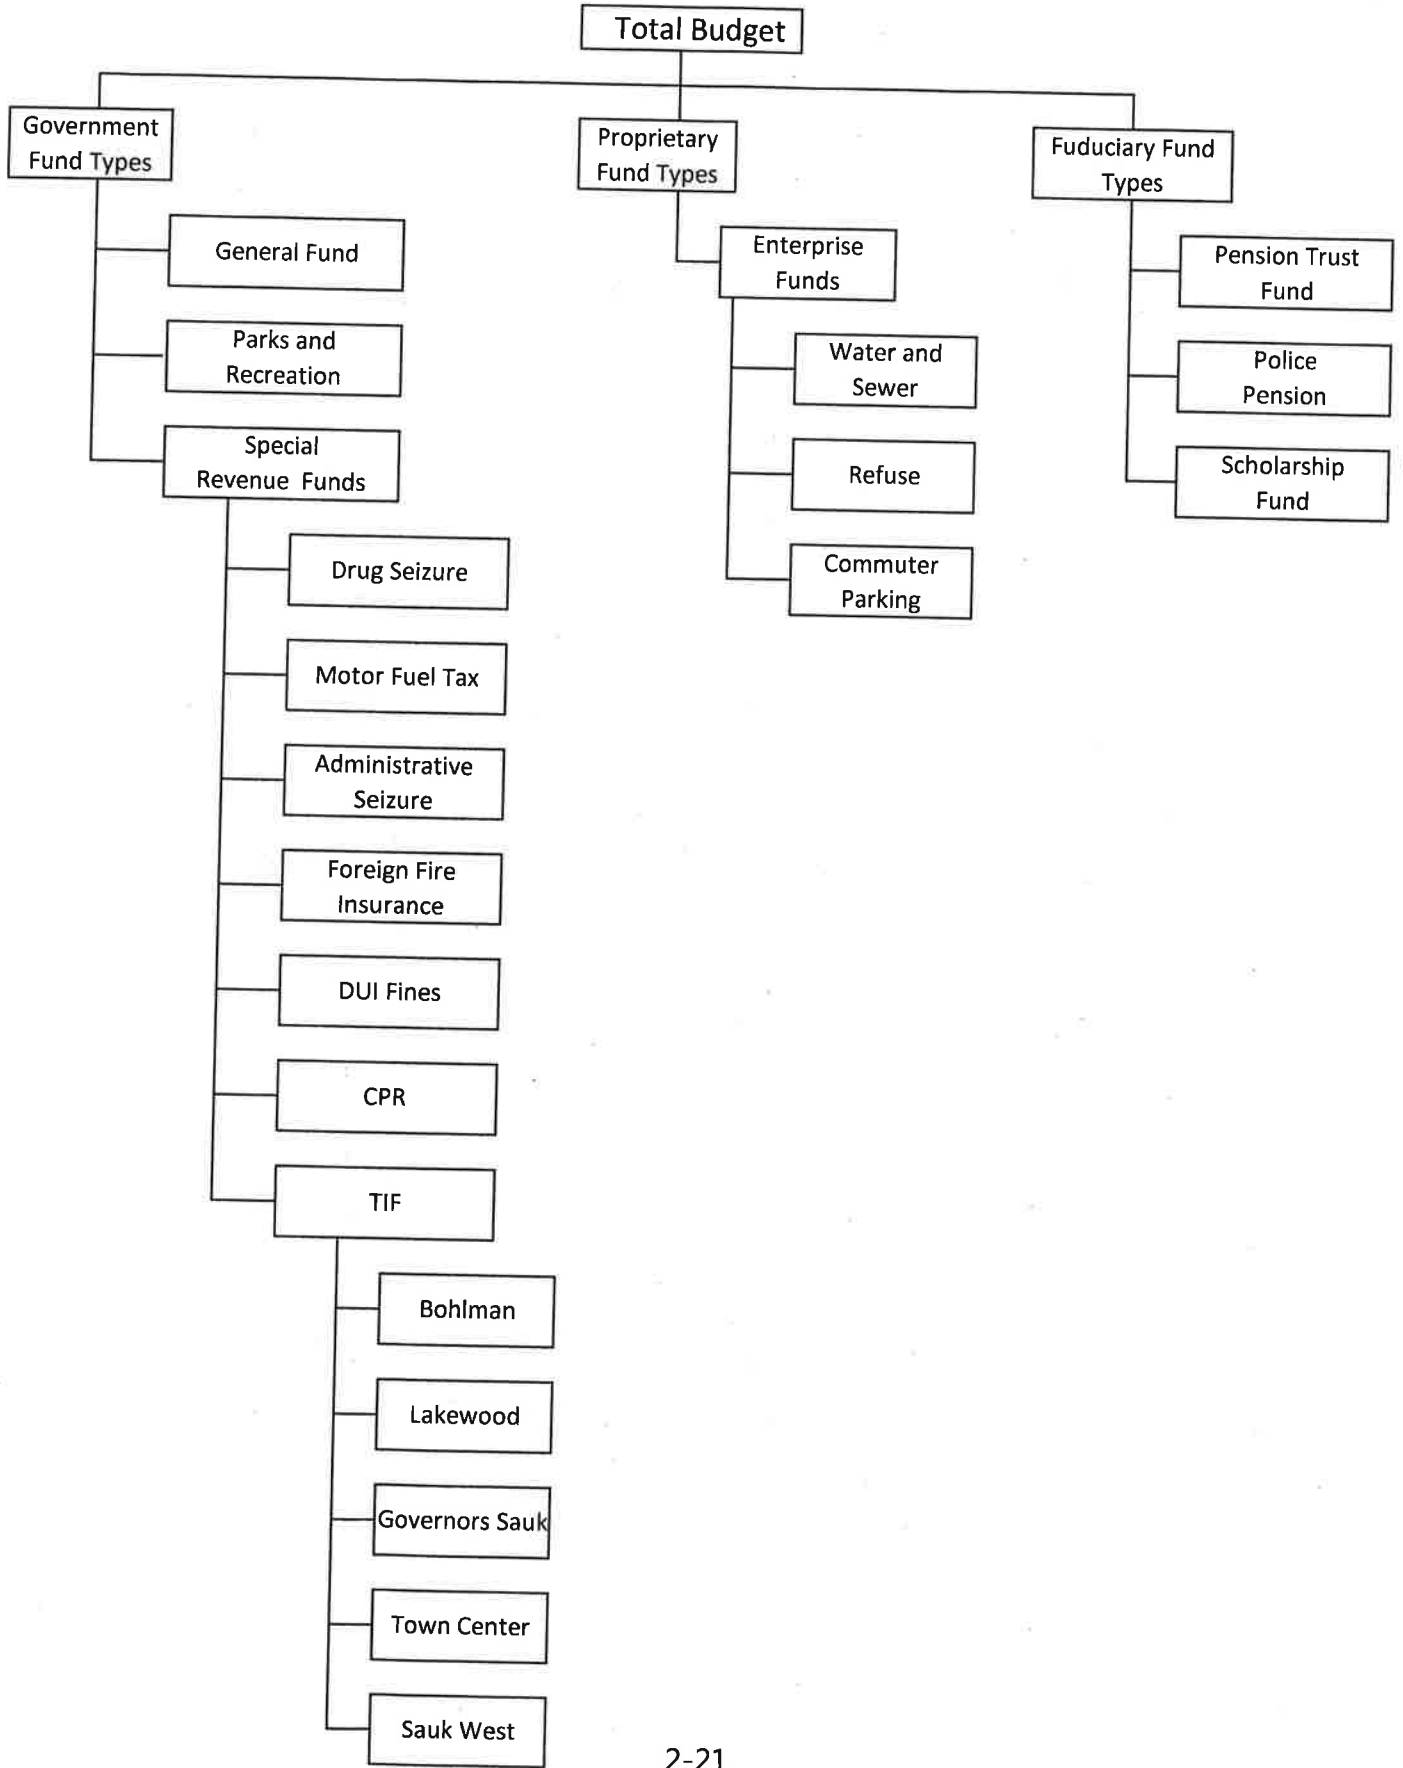 Total Budget
Government
Fund Types
Proprietary
Fund Types
Fuduciary Fund
Types
General Fund
Parks and
Recreation
Special
Revenue Funds
Drug Seizure
Motor Fuel Tax
Administrative
Seizure
Foreign Fire
Insurance
DUI Fines
CPR
TIF
Bohlman
Lakewood
Governors Sauk
Town Center
Sauk West
Enterprise
Funds
Water and
Sewer
Refuse
Commuter
Parking
Pension Trust
Fund
Police
Pension
Scholarship
Fund
2-21